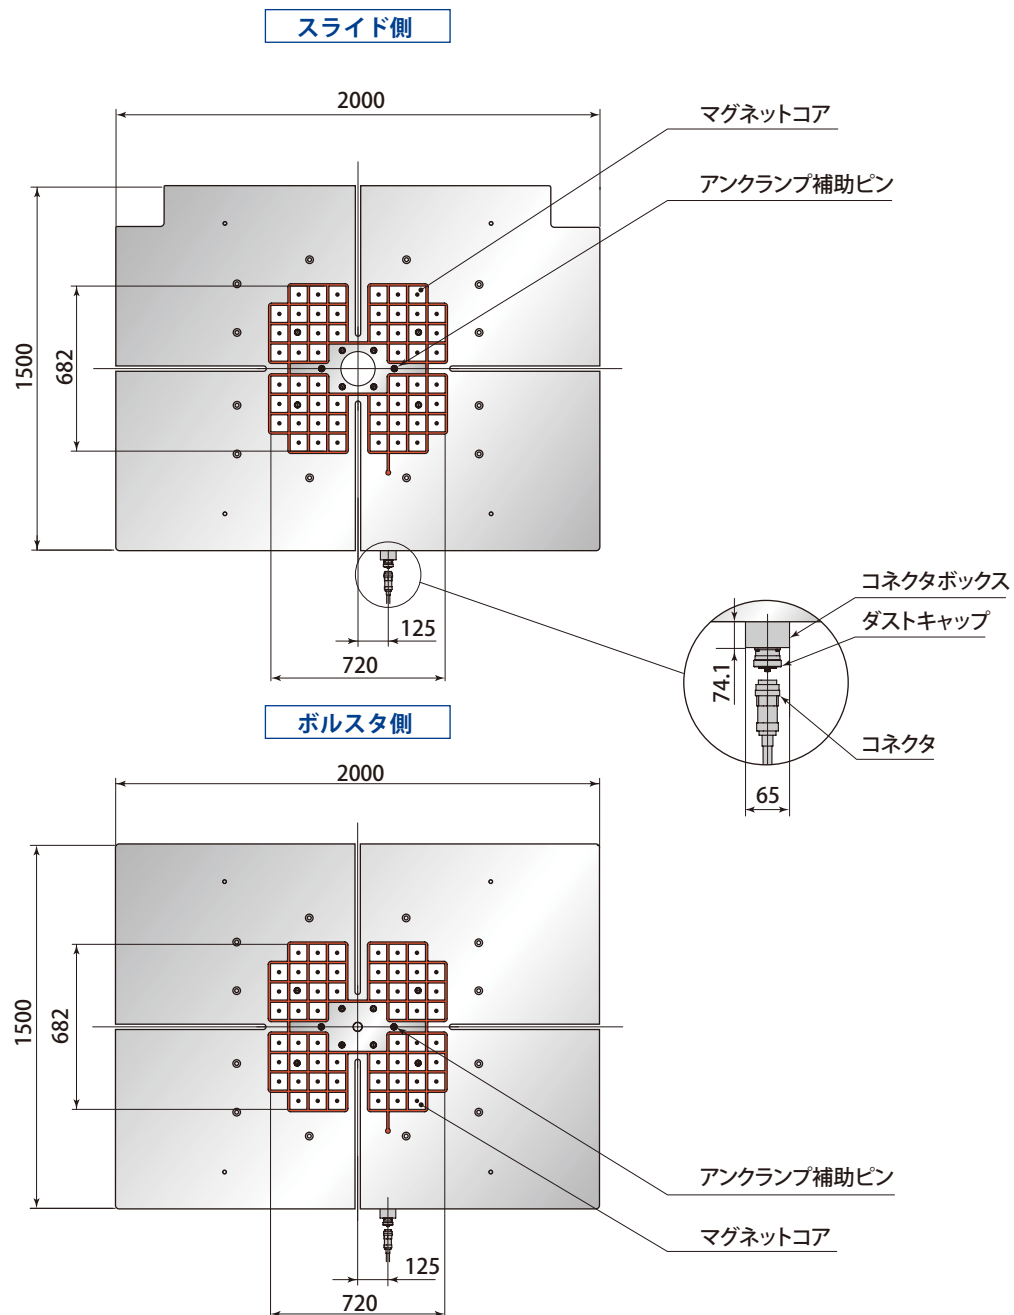 スライド側
2000
マグネットコア
アンクランプ補助ピン
1500
682
コネクタボックス
ダストキャップ
125
74.1
720
ボルスタ側
コネクタ
2000
65
1500
682
アンクランプ補助ピン
マグネットコア
125
720